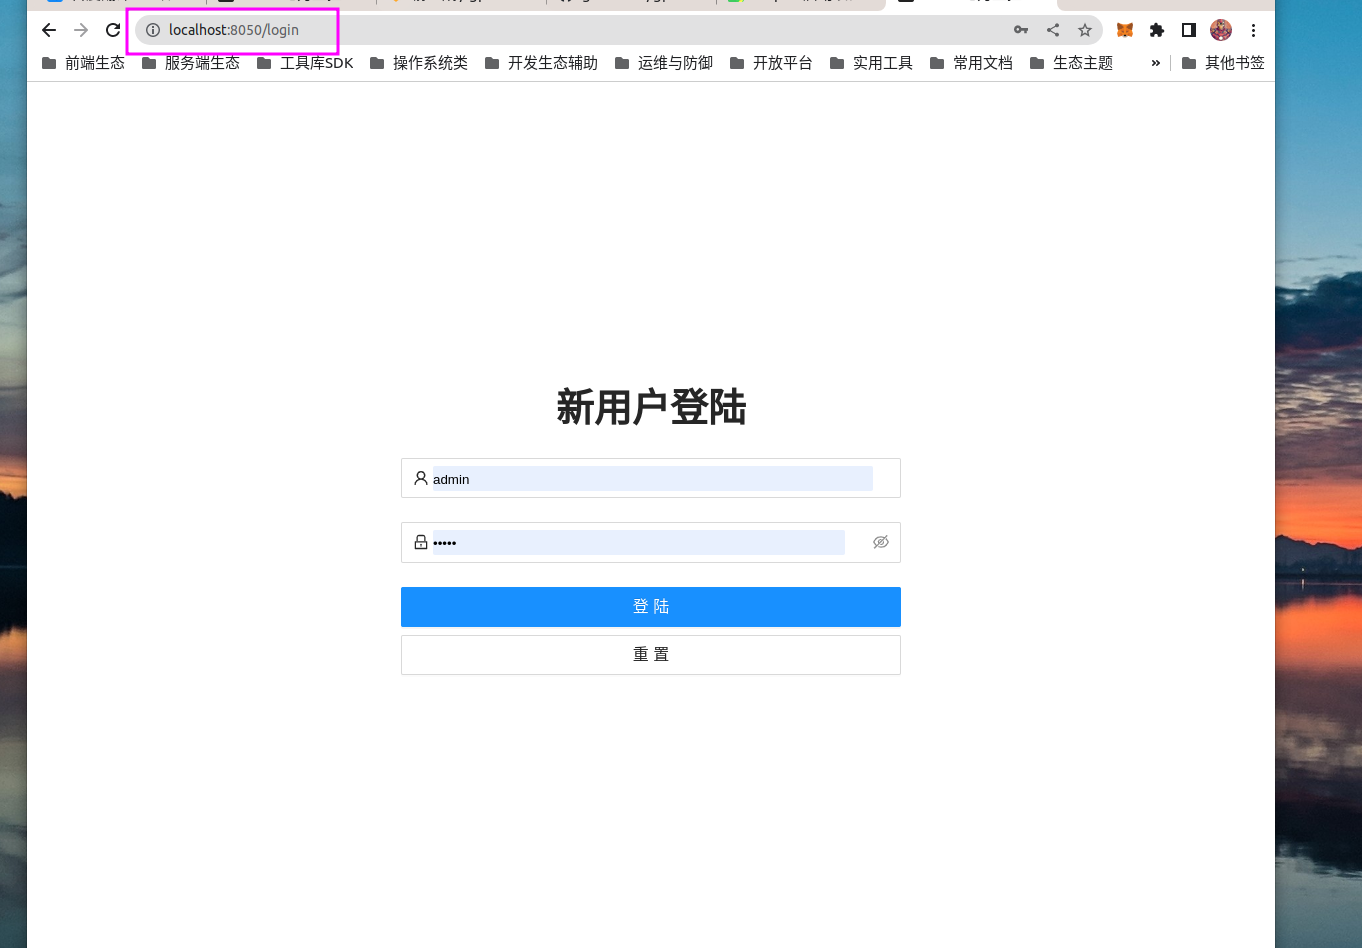 localhost:8050/login
前端生态 服务端生态 工具库SDK 操作系统类 开发生态辅助 运维与防御 开放平台 实用工具 常用文档 生态主题 » 其他书签
新用户登陆
admin
•••••
登 陆
重 置